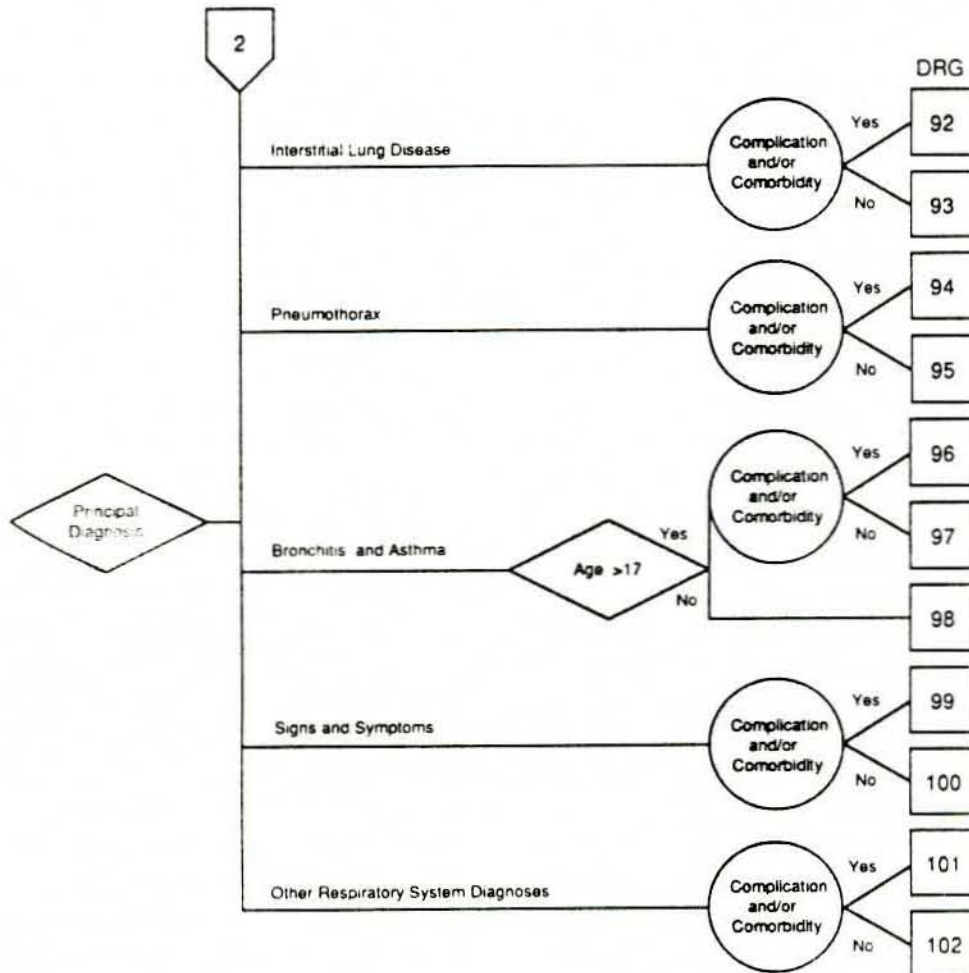 2
DRG
Interstitial Lung Disease
Complication
and/or
Comorbidity
Yes
92
No
93
Pneumothorax
Complication
and/or
Comorbidity
Yes
94
No
95
Principal
Diagnosis
Bronchitis and Asthma
Age >17
Yes
No
Complication
and/or
Comorbidity
Yes
96
No
97
98
Signs and Symptoms
Complication
and/or
Comorbidity
Yes
99
No
100
Other Respiratory System Diagnoses
Complication
and/or
Comorbidity
Yes
101
No
102